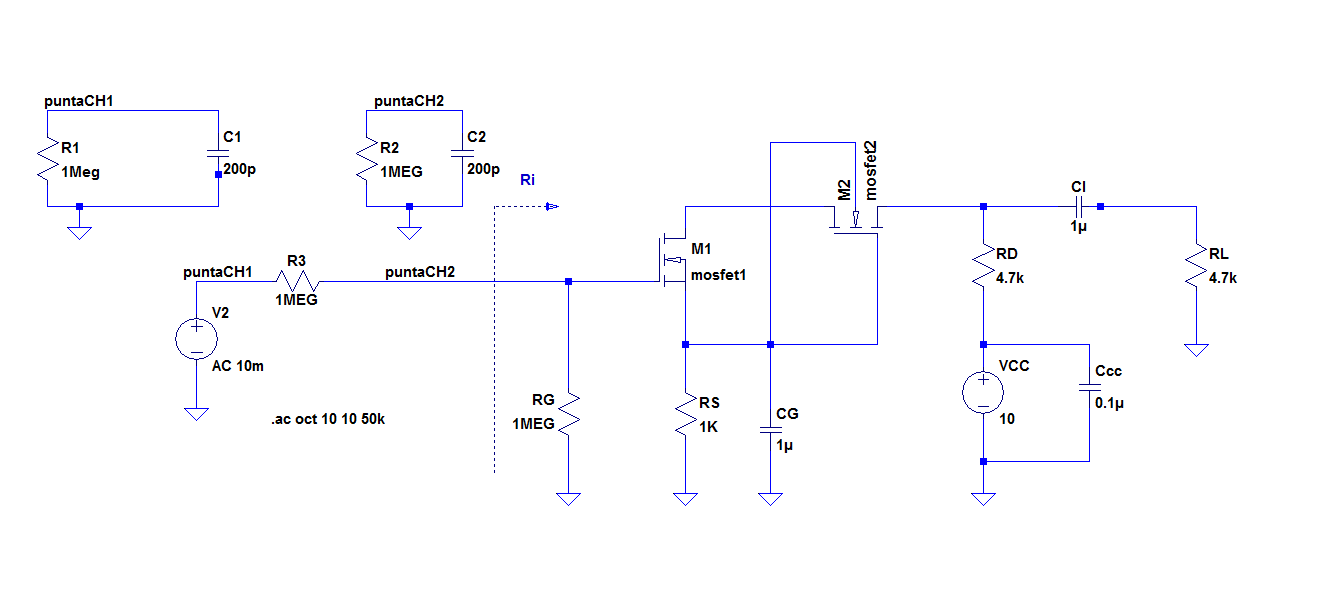 puntaCH1
R1
1Meg
C1
200p
puntaCH2
R2
1MEG
C2
200p
Ri
puntaCH1
R3
1MEG
puntaCH2
V2
AC 10m
.ac oct 10 10 50k
RG
1MEG
M1
mosfet1
RS
1K
CG
1µ
M2
mosfet2
CI
1µ
RD
4.7k
RL
4.7k
VCC
10
Ccc
0.1µ